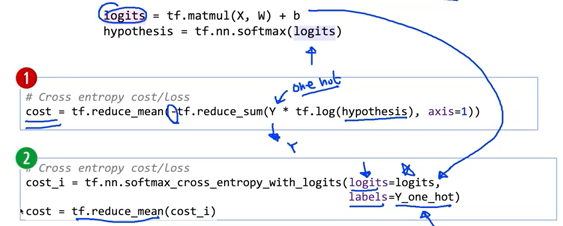 logits = tf.matmul(X, W) + b
hypothesis = tf.nn.softmax(logits)
1
one hot
# Cross entropy cost/loss
cost = tf.reduce_mean(-tf.reduce_sum(Y * tf.log(hypothesis), axis=1))
Y
2
# Cross entropy cost/loss
cost_i = tf.nn.softmax_cross_entropy_with_logits(logits=logits,
labels=Y_one_hot)
cost = tf.reduce_mean(cost_i)